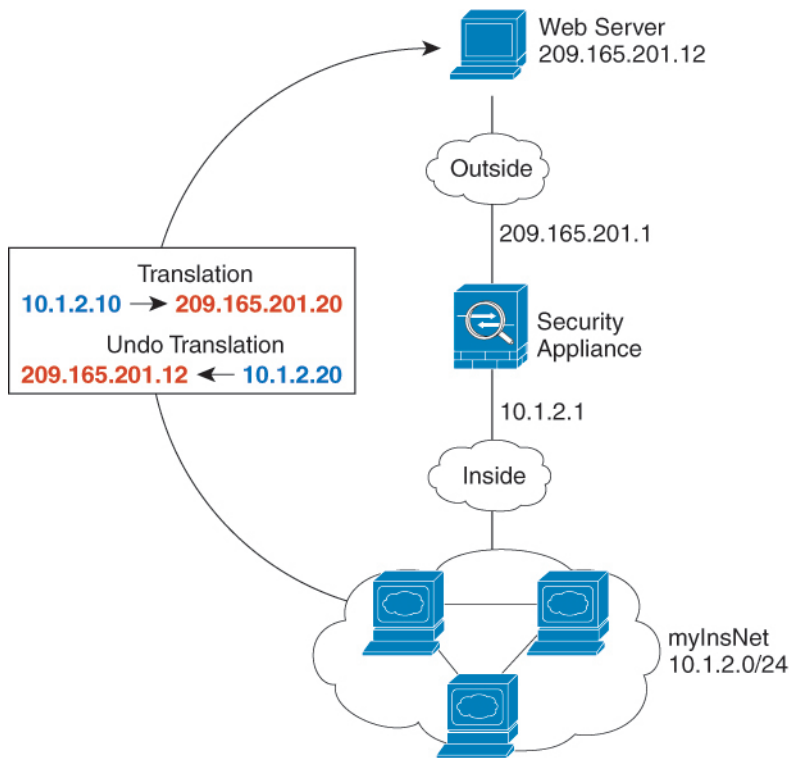 Web Server
209.165.201.12
Outside
209.165.201.1
Translation
10.1.2.10 → 209.165.201.20
Undo Translation
209.165.201.12 ← 10.1.2.20
Security
Appliance
10.1.2.1
Inside
myInsNet
10.1.2.0/24